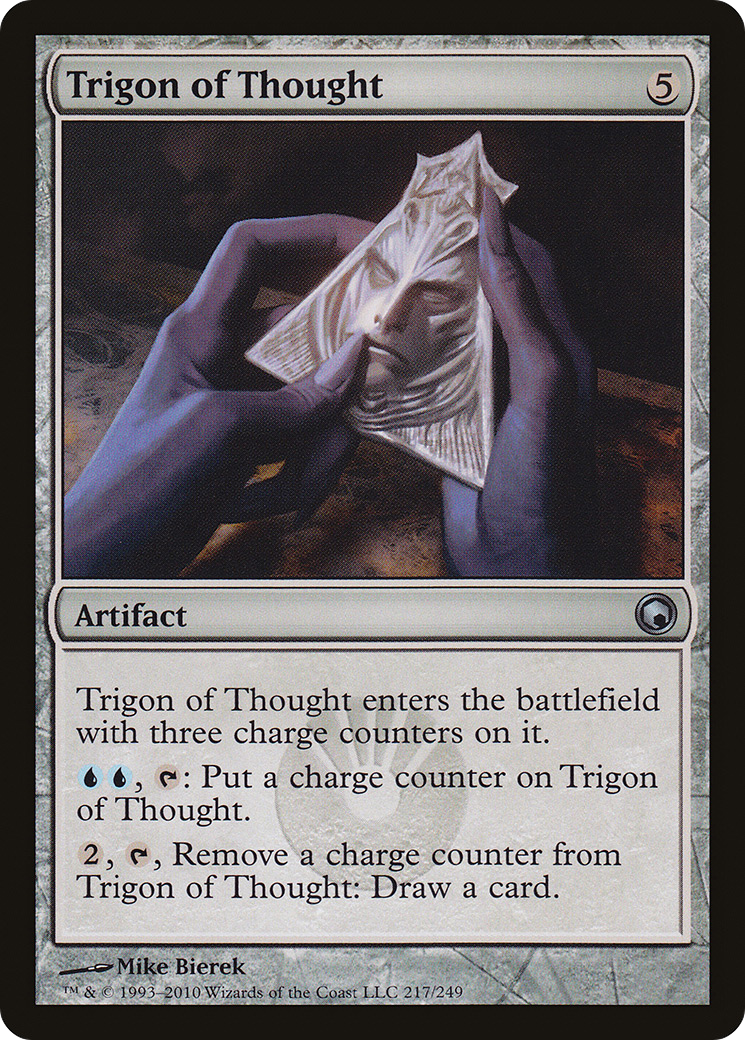 Trigon of Thought 5
Artifact
Trigon of Thought enters the battlefield
with three charge counters on it.
, : Put a charge counter on Trigon
of Thought.
2, , Remove a charge counter from
Trigon of Thought: Draw a card.
Mike Bierek
™ & © 1993–2010 Wizards of the Coast LLC 217/249